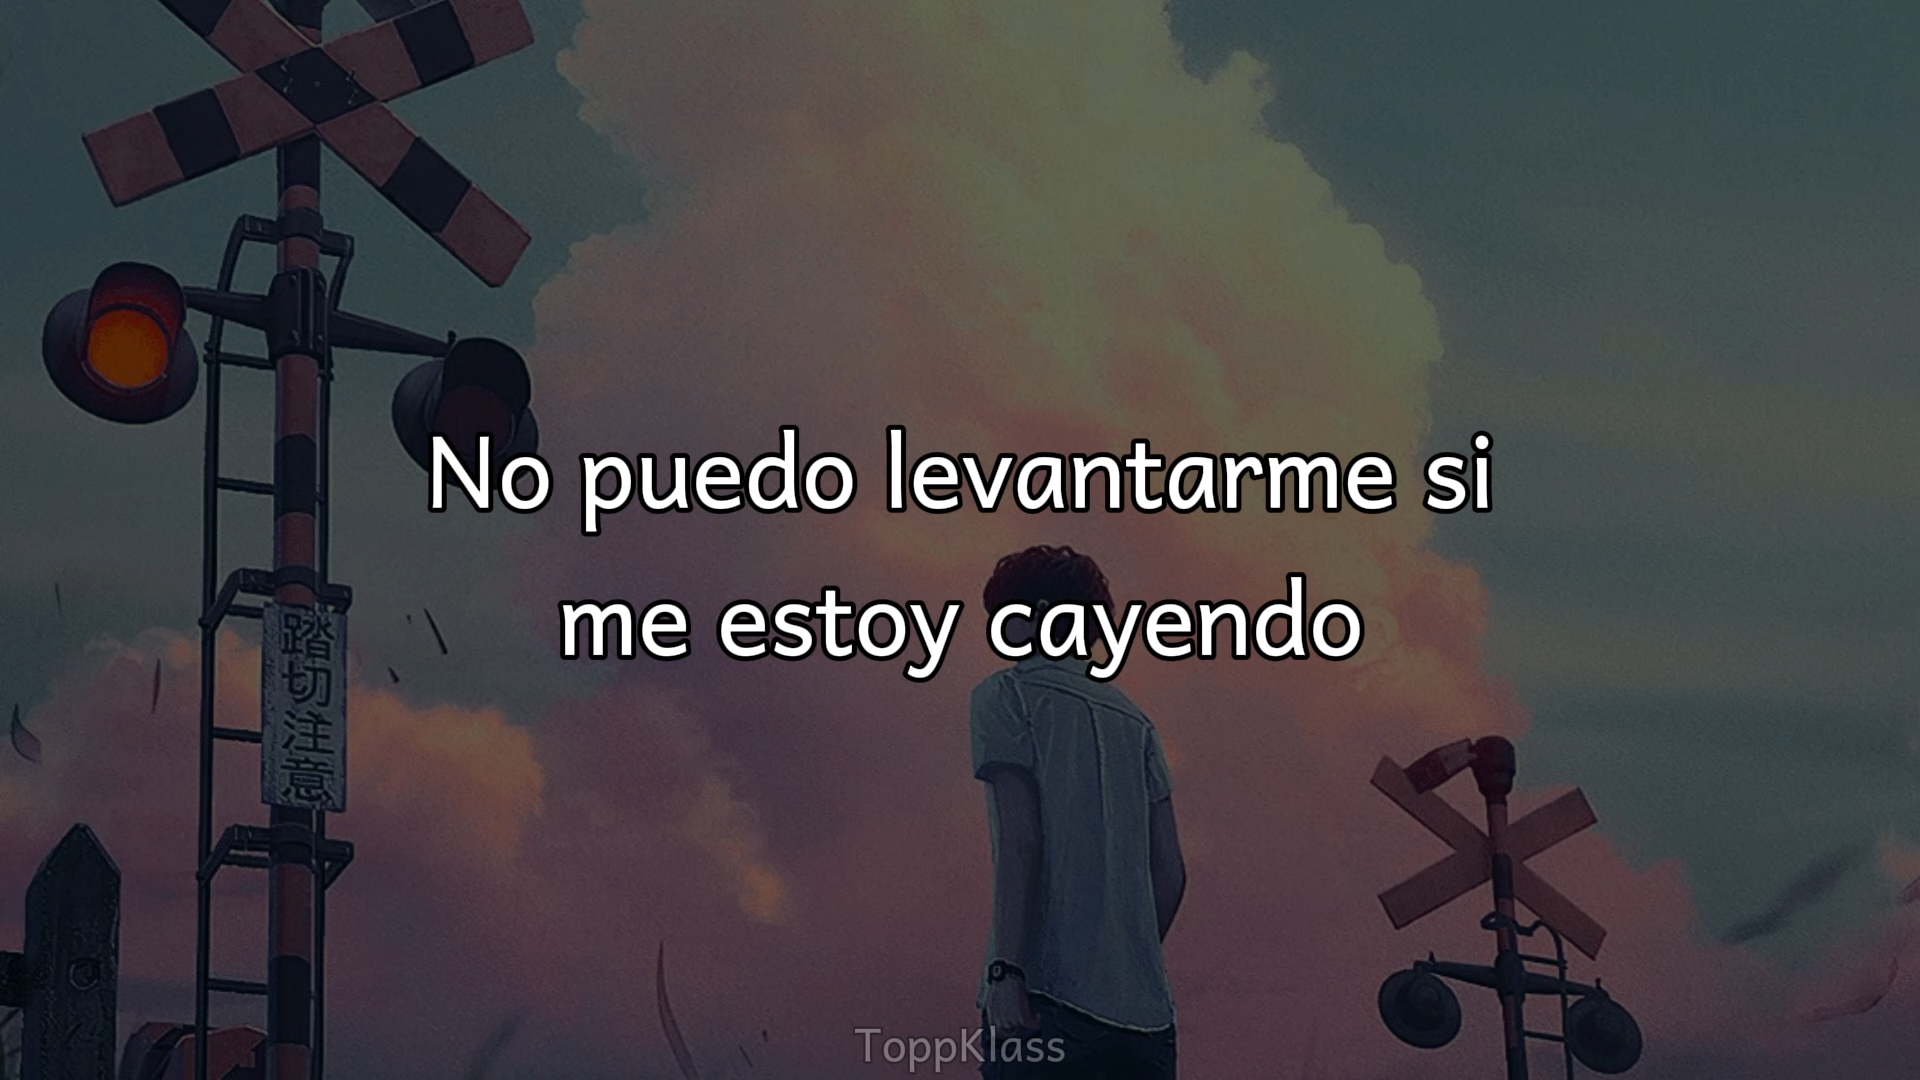 No puedo levantarme si
me estoy cayendo
踏切注意
ToppKlass